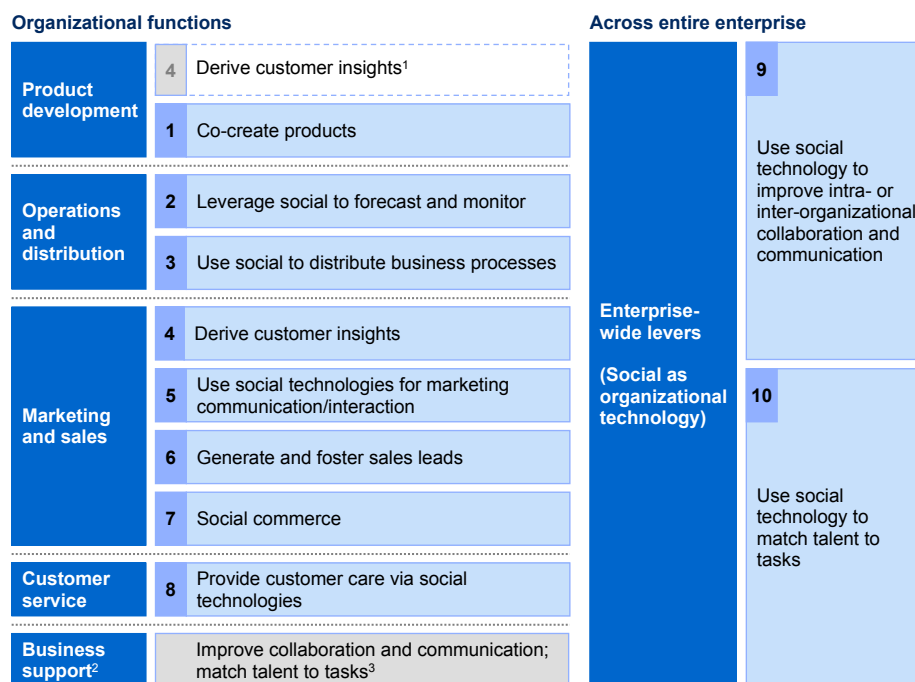 Organizational functions
Product
development
4
Derive customer insights¹
1
Co-create products
Operations
and
distribution
2
Leverage social to forecast and monitor
3
Use social to distribute business processes
Marketing
and sales
4
Derive customer insights
5
Use social technologies for marketing
communication/interaction
6
Generate and foster sales leads
7
Social commerce
Customer
service
8
Provide customer care via social
technologies
Business
support²
Improve collaboration and communication;
match talent to tasks³
Across entire enterprise
Enterprise-
wide levers
(Social as
organizational
technology)
9
Use social
technology to
improve intra- or
inter-organizational
collaboration and
communication
10
Use social
technology to
match talent to
tasks